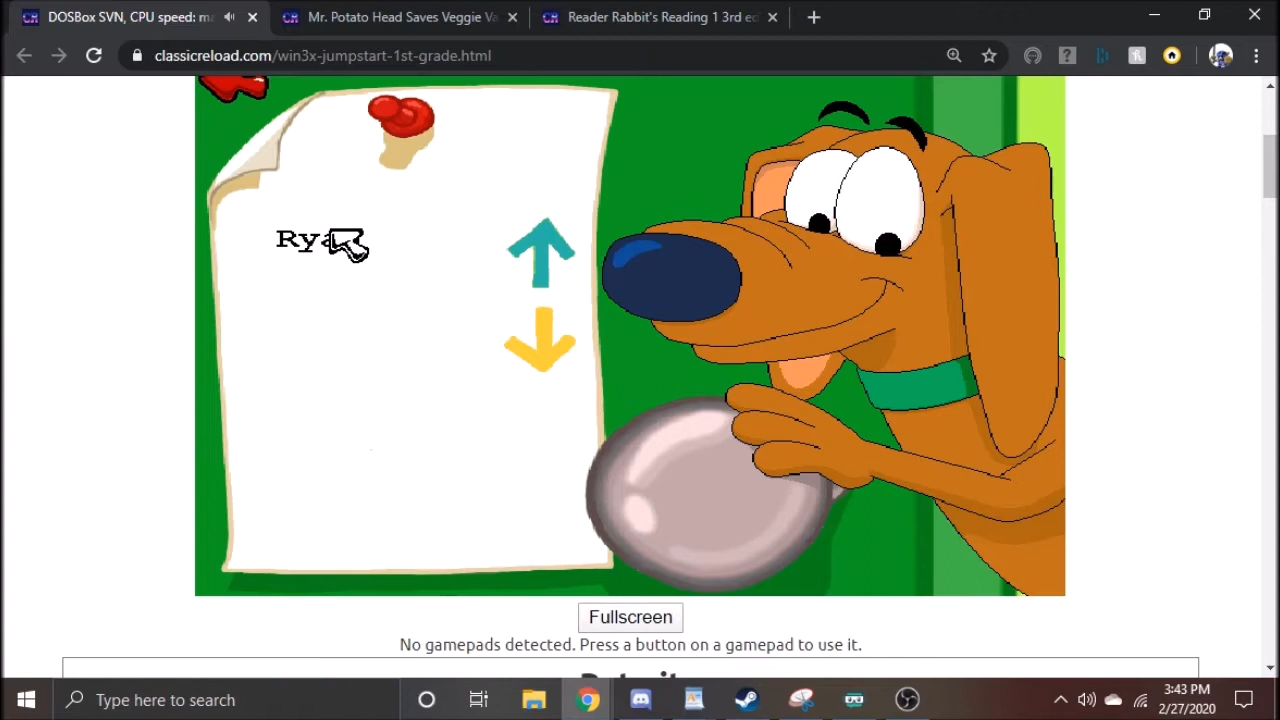 DOSBox SVN, CPU speed: ma
Mr. Potato Head Saves Veggie Va
Reader Rabbit's Reading 1 3rd ed
classicreload.com/win3x-jumpstart-1st-grade.html
Rya
Fullscreen
No gamepads detected. Press a button on a gamepad to use it.
Type here to search
3:43 PM
2/27/2020